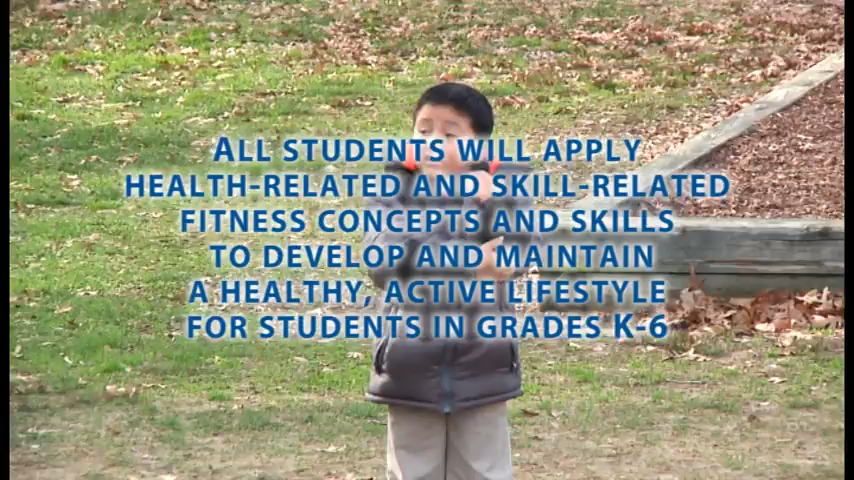 ALL STUDENTS WILL APPLY
HEALTH-RELATED AND SKILL-RELATED
FITNESS CONCEPTS AND SKILLS
TO DEVELOP AND MAINTAIN
A HEALTHY, ACTIVE LIFESTYLE
FOR STUDENTS IN GRADES K-6